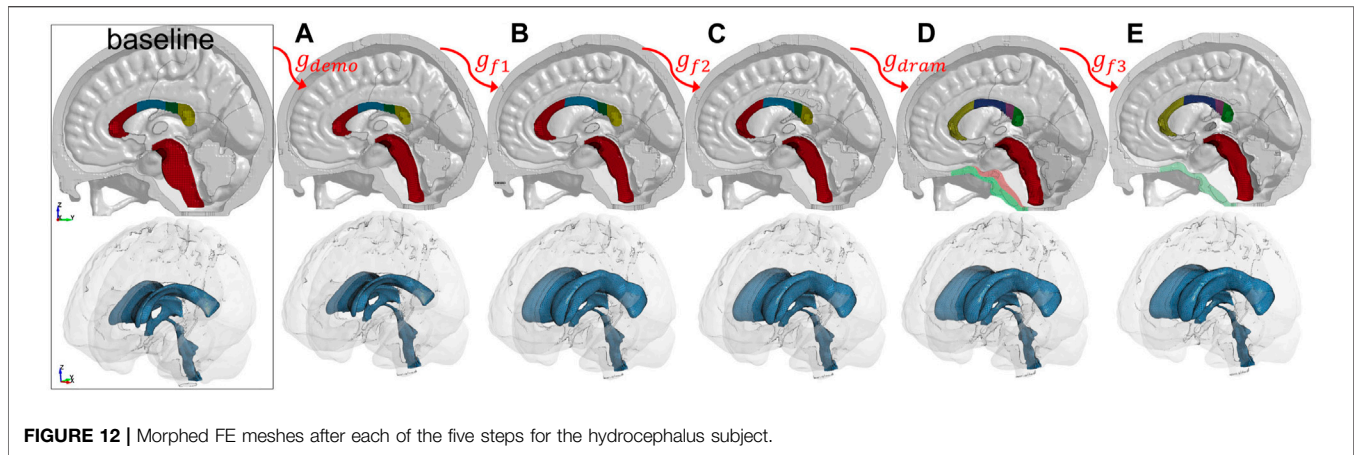 baseline
A
B
C
D
E
g_demo
g_f1
g_f2
g_dram
g_f3
Z
Y
Z
FIGURE 12 | Morphed FE meshes after each of the five steps for the hydrocephalus subject.